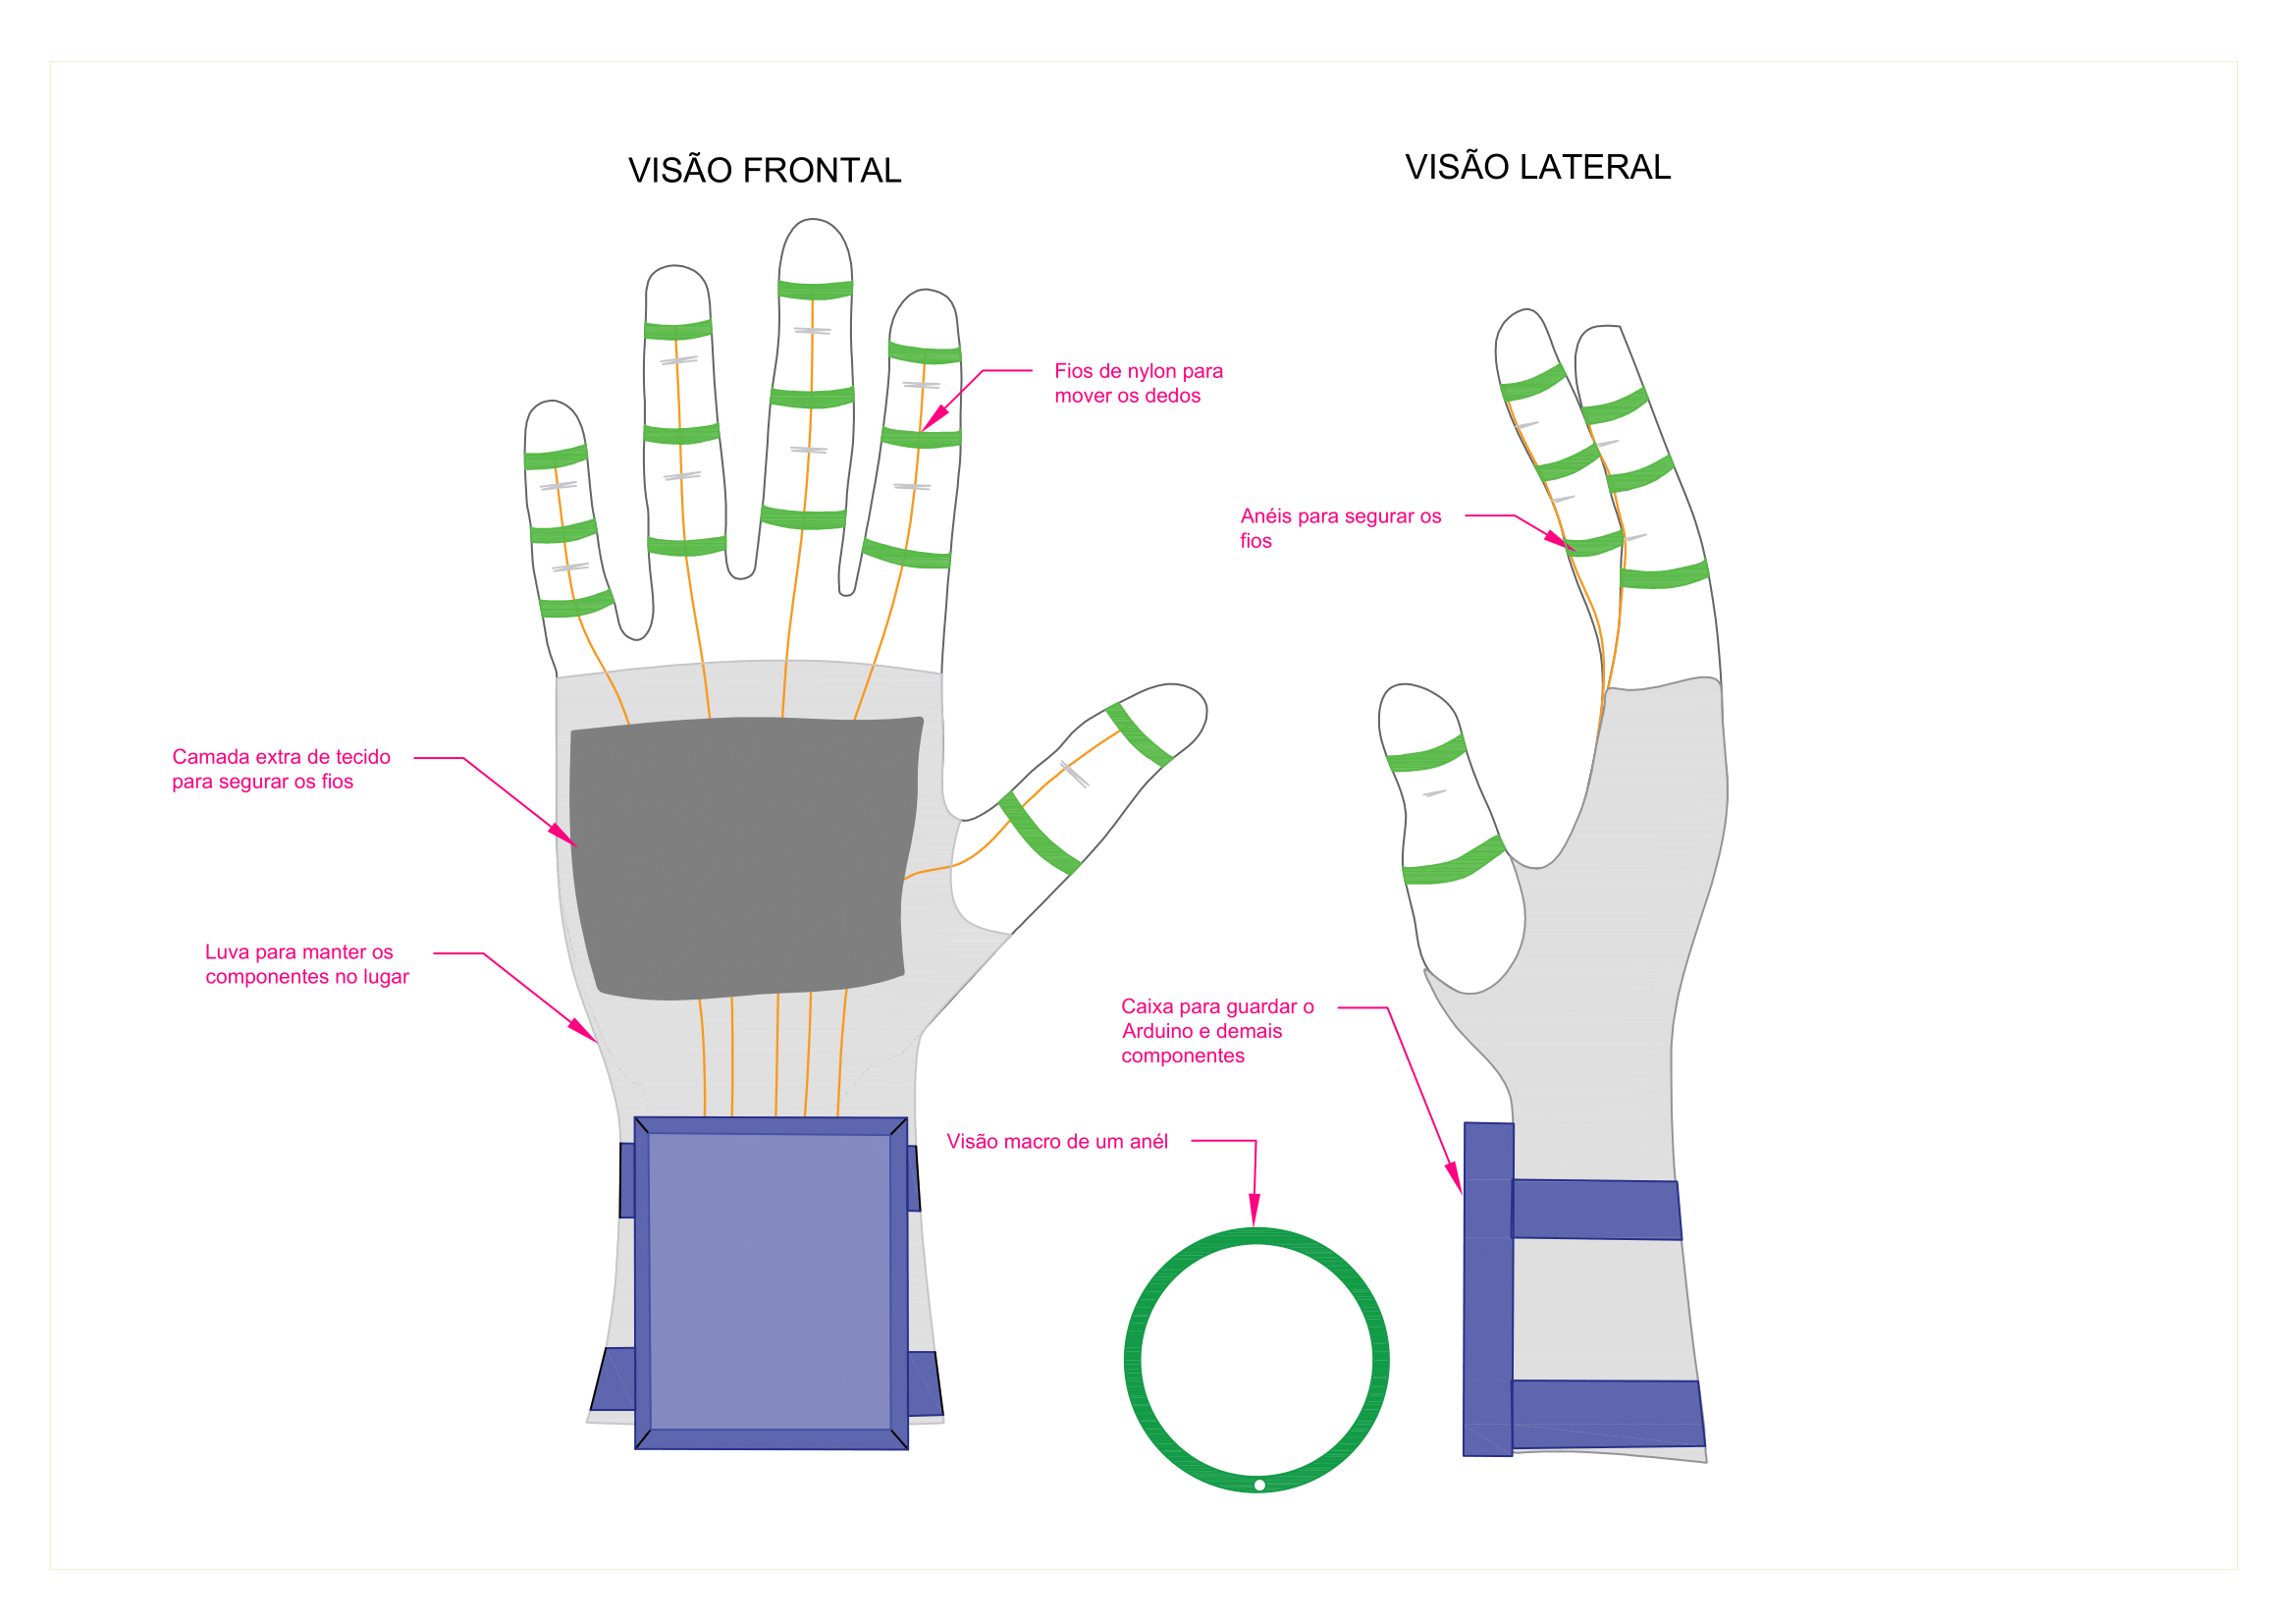 VISÃO FRONTAL
VISÃO LATERAL
Fios de nylon para
mover os dedos
Anéis para segurar os
fios
Camada extra de tecido
para segurar os fios
Luva para manter os
componentes no lugar
Caixa para guardar o
Arduino e demais
componentes
Visão macro de um anél